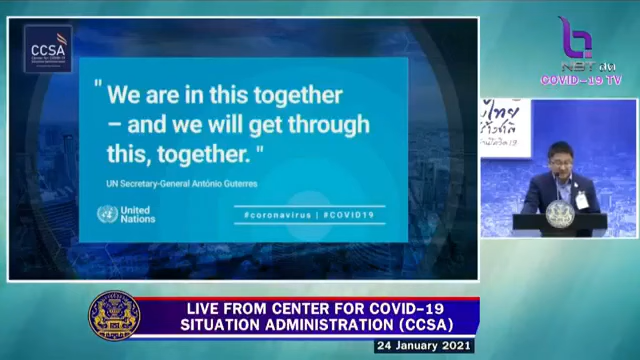 CCSA
" We are in this together
– and we will get through
this, together. "
UN Secretary-General António Guterres
United
Nations
#coronavirus | #COVID19
NBT สด
COVID-19 TV
LIVE FROM CENTER FOR COVID-19
SITUATION ADMINISTRATION (CCSA)
24 January 2021